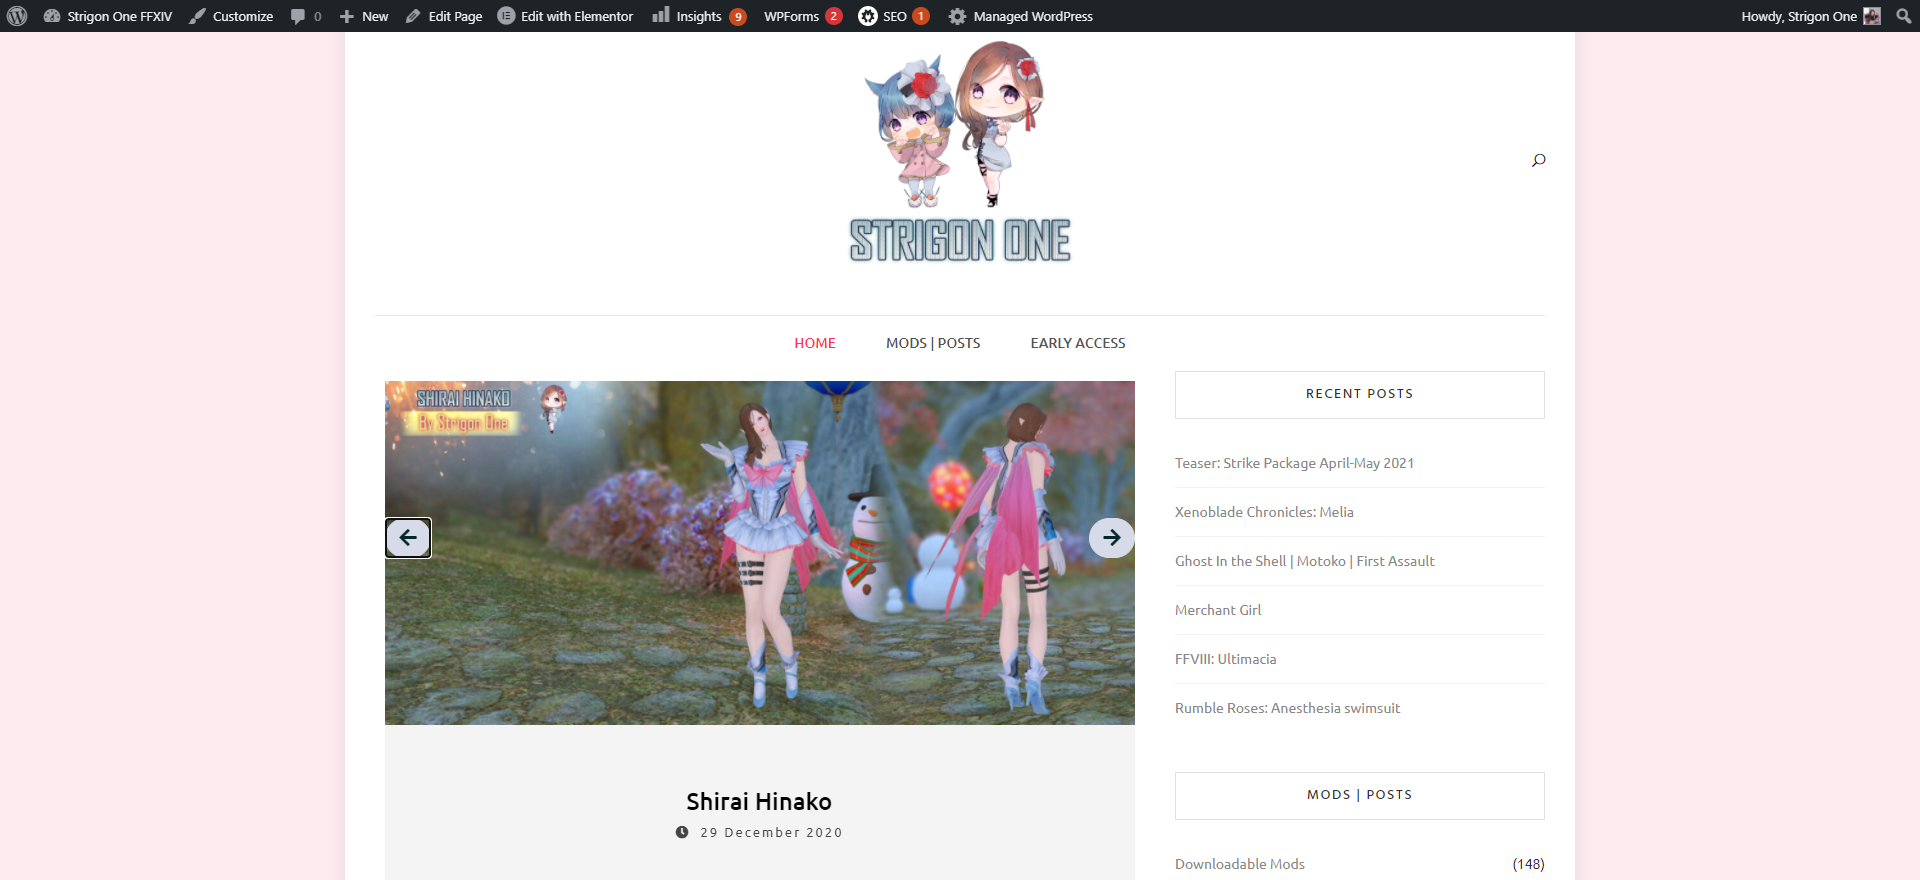 Strigon One FFXIV Customize 0 New Edit Page Edit with Elementor Insights 9 WPForms 2 SEO 1 Managed WordPress Howdy, Strigon One
STRIGON ONE
HOME MODS | POSTS EARLY ACCESS
SHIRAI HINAKO
By Strigon One
Shirai Hinako
29 December 2020
RECENT POSTS
Teaser: Strike Package April-May 2021
Xenoblade Chronicles: Melia
Ghost In the Shell | Motoko | First Assault
Merchant Girl
FFVIII: Ultimacia
Rumble Roses: Anesthesia swimsuit
MODS | POSTS
Downloadable Mods (148)